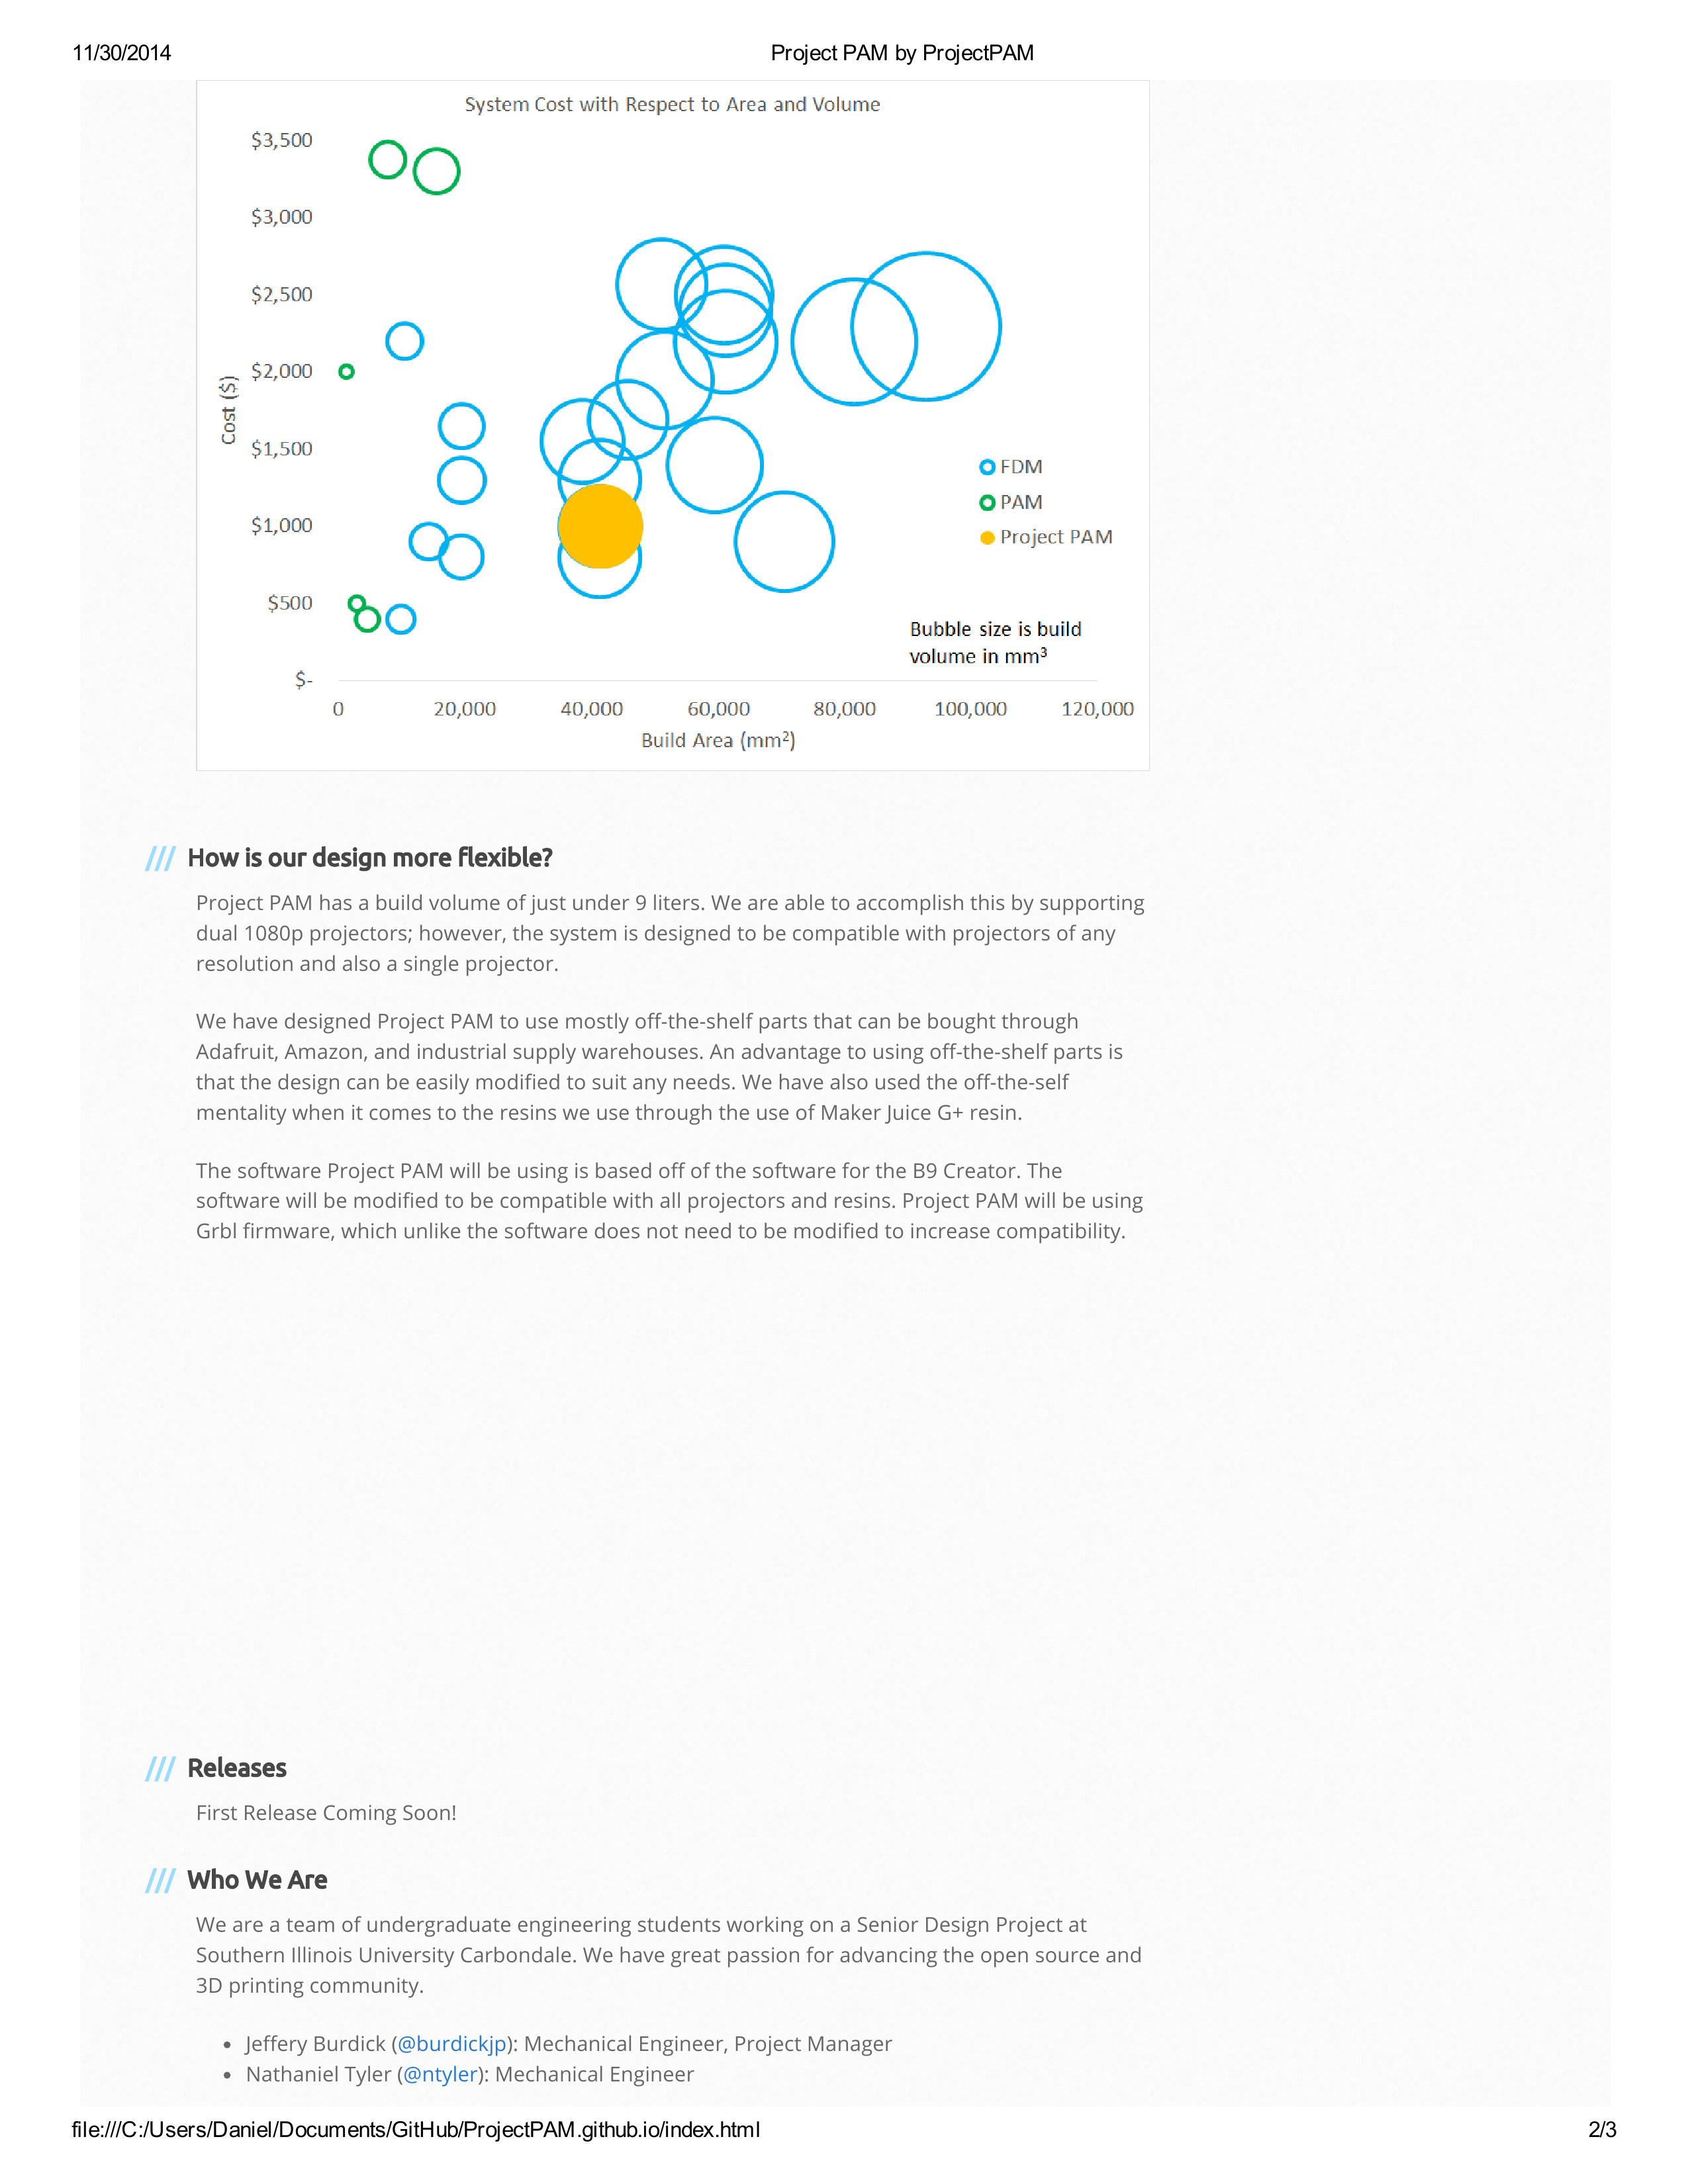 11/30/2014 Project PAM by ProjectPAM
System Cost with Respect to Area and Volume
$3,500
$3,000
$2,500
$2,000
$1,500
$1,000
$500
$-
Cost ($)
FDM
PAM
Project PAM
Bubble size is build
volume in mm³
0 20,000 40,000 60,000 80,000 100,000 120,000
Build Area (mm²)
/// How is our design more flexible?
Project PAM has a build volume of just under 9 liters. We are able to accomplish this by supporting
dual 1080p projectors; however, the system is designed to be compatible with projectors of any
resolution and also a single projector.
We have designed Project PAM to use mostly off-the-shelf parts that can be bought through
Adafruit, Amazon, and industrial supply warehouses. An advantage to using off-the-shelf parts is
that the design can be easily modified to suit any needs. We have also used the off-the-self
mentality when it comes to the resins we use through the use of Maker Juice G+ resin.
The software Project PAM will be using is based off of the software for the B9 Creator. The
software will be modified to be compatible with all projectors and resins. Project PAM will be using
Grbl firmware, which unlike the software does not need to be modified to increase compatibility.
/// Releases
First Release Coming Soon!
/// Who We Are
We are a team of undergraduate engineering students working on a Senior Design Project at
Southern Illinois University Carbondale. We have great passion for advancing the open source and
3D printing community.
• Jeffery Burdick (@burdickjp): Mechanical Engineer, Project Manager
• Nathaniel Tyler (@ntyler): Mechanical Engineer
file:///C:/Users/Daniel/Documents/GitHub/ProjectPAM.github.io/index.html 2/3